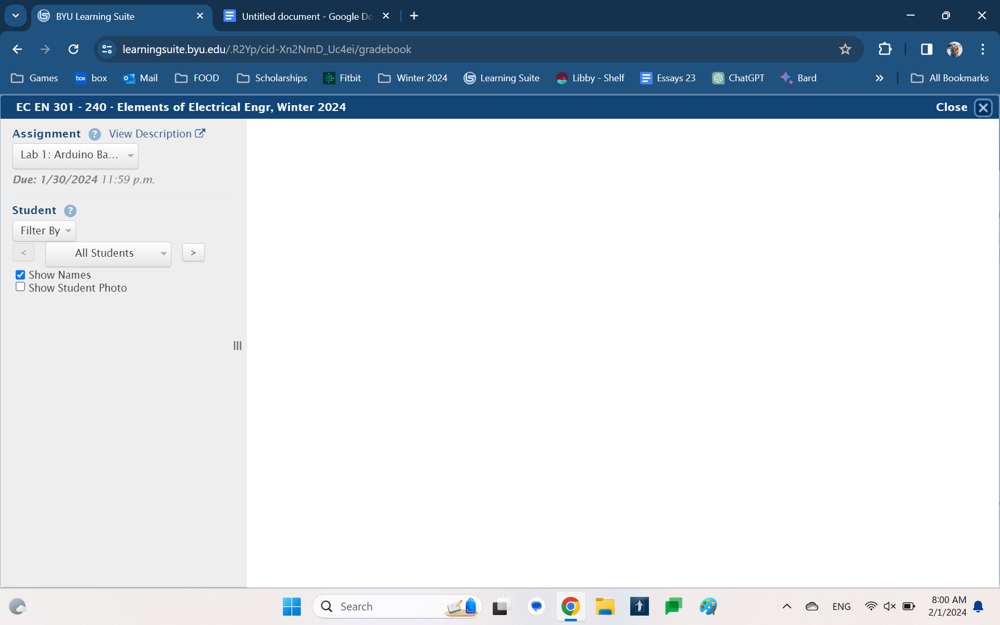 BYU Learning Suite
Untitled document - Google Do
learningsuite.byu.edu/.R2Yp/cid-Xn2NmD_Uc4ei/gradebook
Games
box
box
Mail
FOOD
Scholarships
Fitbit
Winter 2024
Learning Suite
Libby - Shelf
Essays 23
ChatGPT
Bard
»
All Bookmarks
EC EN 301 - 240 - Elements of Electrical Engr, Winter 2024
Close
Assignment ? View Description
Lab 1: Arduino Ba...
Due: 1/30/2024 11:59 p.m.
Student ?
Filter By
<
All Students
>
Show Names
Show Student Photo
Search
ENG
8:00 AM
2/1/2024